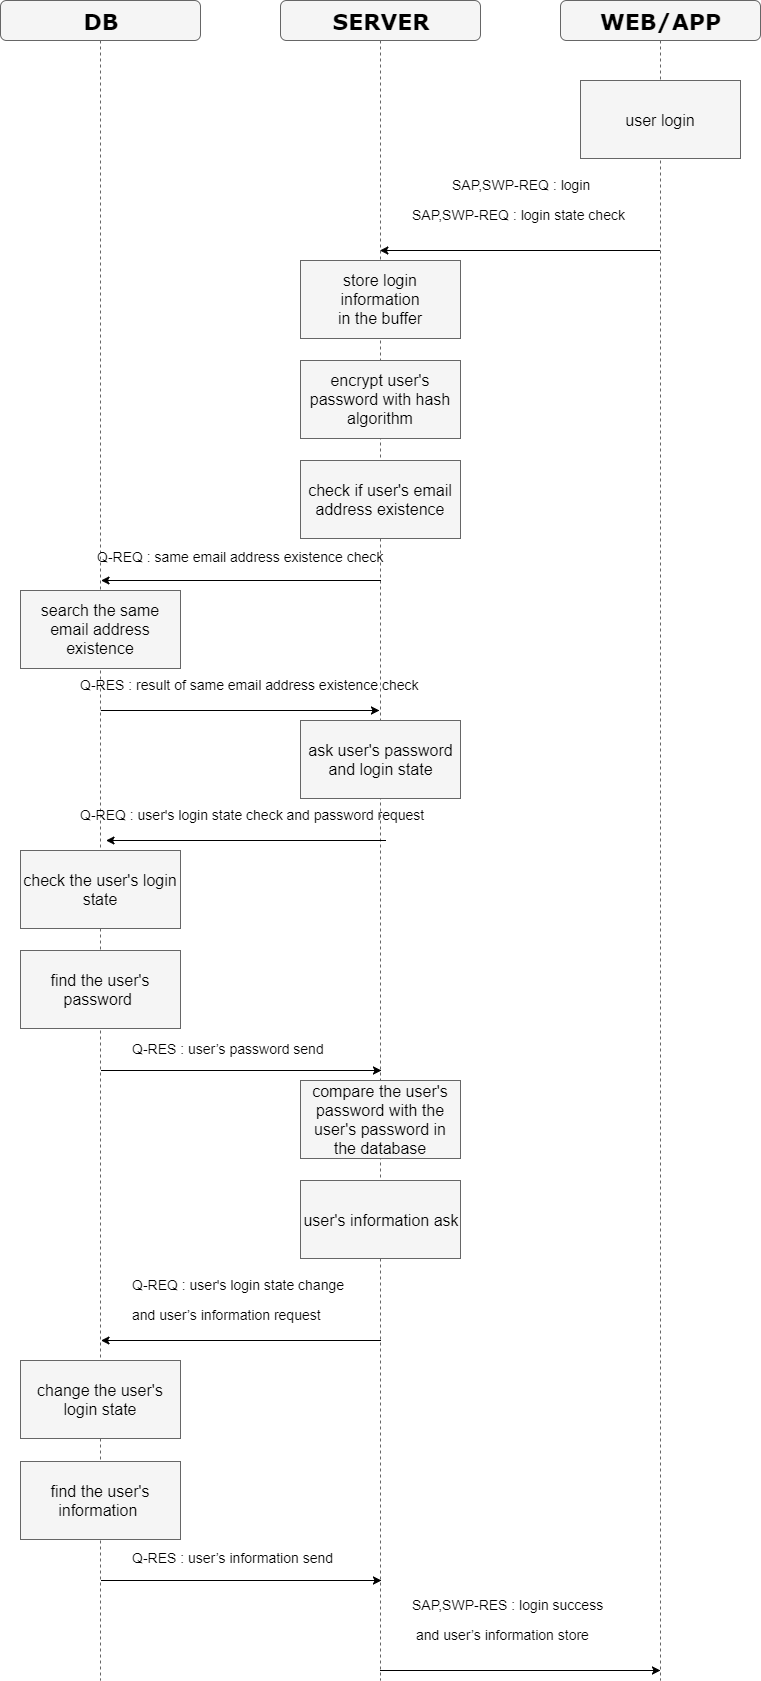 DB
SERVER
WEB/APP
user login
SAP,SWP-REQ : login
SAP,SWP-REQ : login state check
store login
information
in the buffer
encrypt user's
password with hash
algorithm
check if user's email
address existence
Q-REQ : same email address existence check
search the same
email address
existence
Q-RES : result of same email address existence check
ask user's password
and login state
Q-REQ : user's login state check and password request
check the user's login
state
find the user's
password
Q-RES : user’s password send
compare the user's
password with the
user's password in
the database
user's information ask
Q-REQ : user's login state change
and user’s information request
change the user's
login state
find the user's
information
Q-RES : user’s information send
SAP,SWP-RES : login success
and user’s information store